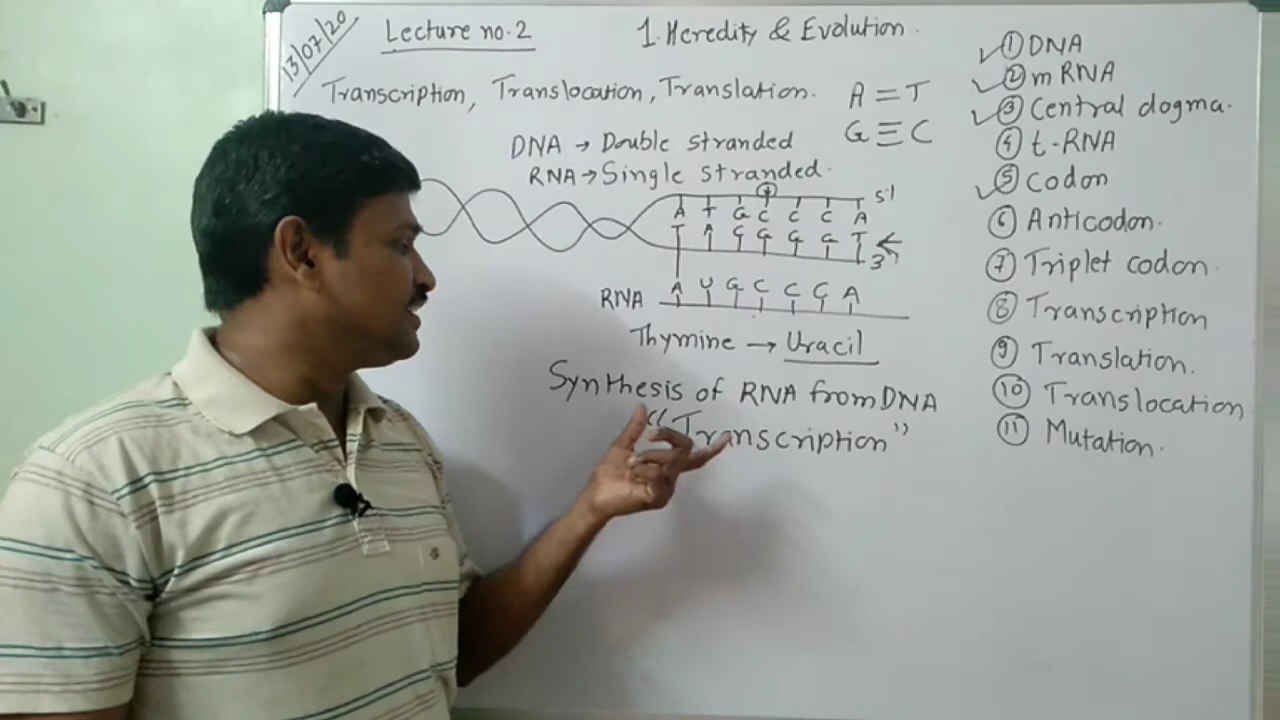 13/07/20
Lecture no. 2
1. Heredity & Evolution.
Transcription, Translocation, Translation.
A = T
G ≡ C
DNA → Double stranded
RNA → Single stranded.
A T G C C C A 5'
T A C G G G T ← 3'
RNA A U G C C C A
Thymine → Uracil
Synthesis of RNA from DNA
"Transcription"
✓ ① DNA
✓ ② mRNA
✓ ③ Central dogma.
④ t-RNA
✓ ⑤ Codon
⑥ Anticodon.
⑦ Triplet codon.
⑧ Transcription
⑨ Translation.
⑩ Translocation
⑪ Mutation.